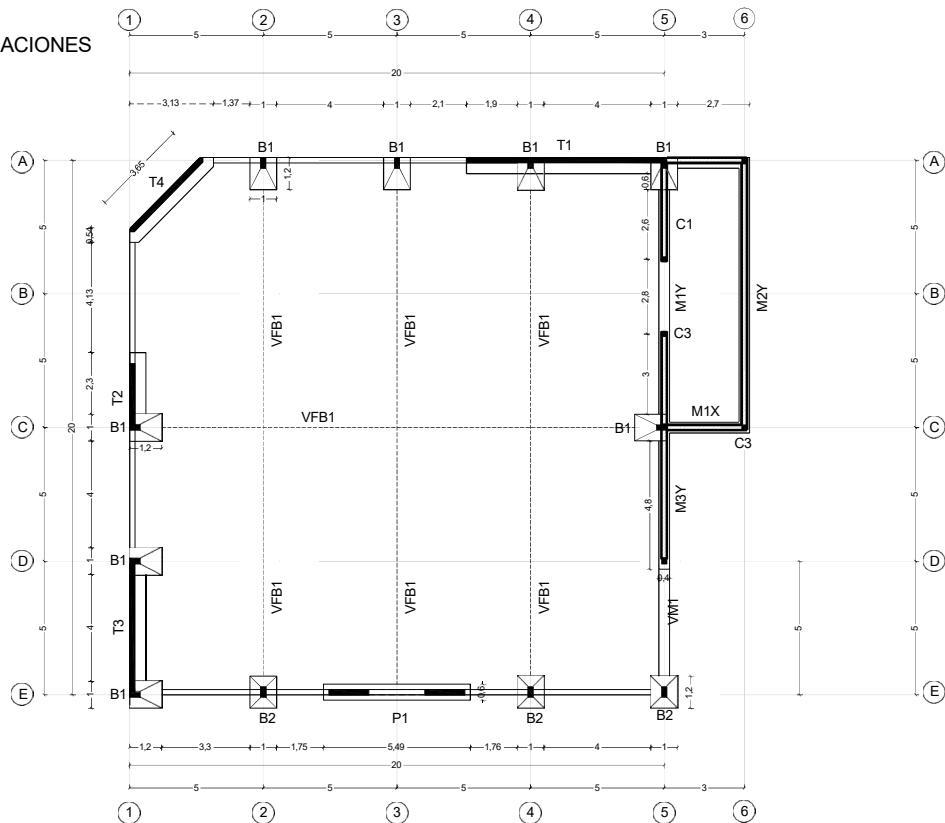 1 2 3 4 5 6
5 5 5 5 3
ACIONES
20
3,13 1,37 1 4 1 2,1 1,9 1 4 1 2,7
B1 B1 T1 B1 B1
A A
3,65
T4
1,2
1
0,6
C1
2,6
0,54
5 5
B B
4,13
2,8
M1Y
M2Y
VFB1 VFB1 VFB1
C3
5 5
2,3
3
T2
VFB1
M1X
C B1 B1 C
1,2
C3
20
1
5 4 4,8 M3Y 5
D B1 D
1
0,4
VFB1 VFB1 VFB1
VM1
5 T3 4 5 5
0,6
1,2
E B1 1 E
B2 P1 B2 B2
1,2 3,3 1 1,75 5,49 1,76 1 4 1
20
5 5 5 5 3
1 2 3 4 5 6